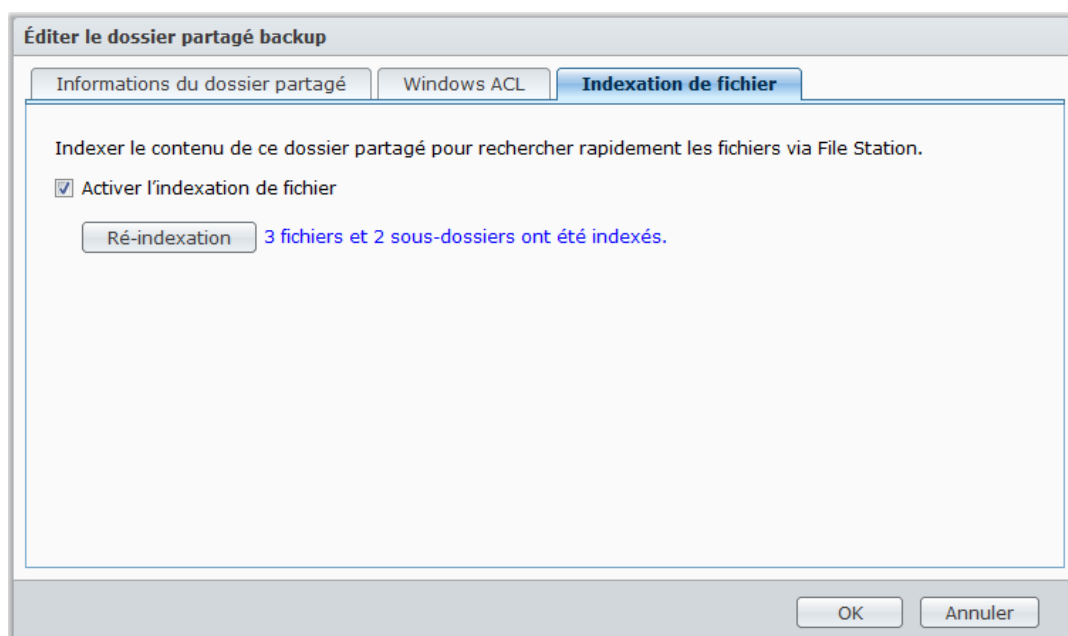 Éditer le dossier partagé backup
Informations du dossier partagé
Windows ACL
Indexation de fichier
Indexer le contenu de ce dossier partagé pour rechercher rapidement les fichiers via File Station.
Activer l'indexation de fichier
Ré-indexation
3 fichiers et 2 sous-dossiers ont été indexés.
OK
Annuler